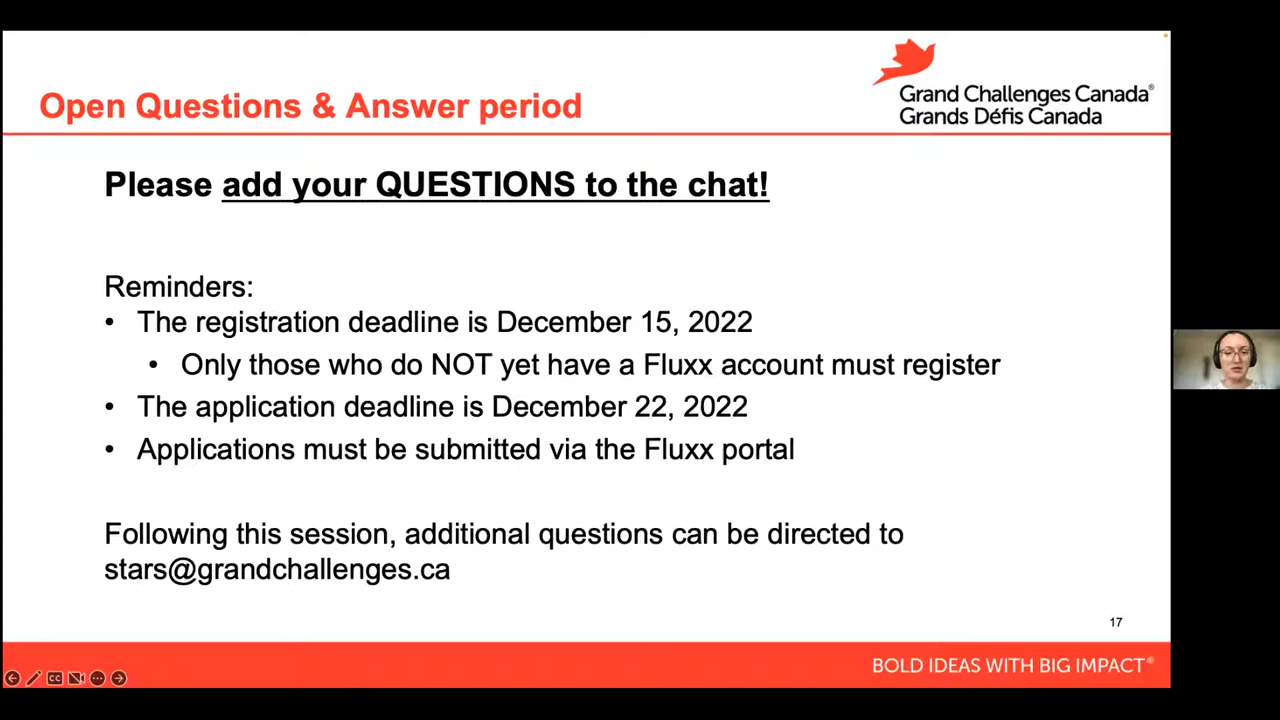 Open Questions & Answer period
Grand Challenges Canada®
Grands Défis Canada
Please add your QUESTIONS to the chat!
Reminders:
• The registration deadline is December 15, 2022
• Only those who do NOT yet have a Fluxx account must register
• The application deadline is December 22, 2022
• Applications must be submitted via the Fluxx portal
Following this session, additional questions can be directed to
stars@grandchallenges.ca
17
CC
BOLD IDEAS WITH BIG IMPACT®